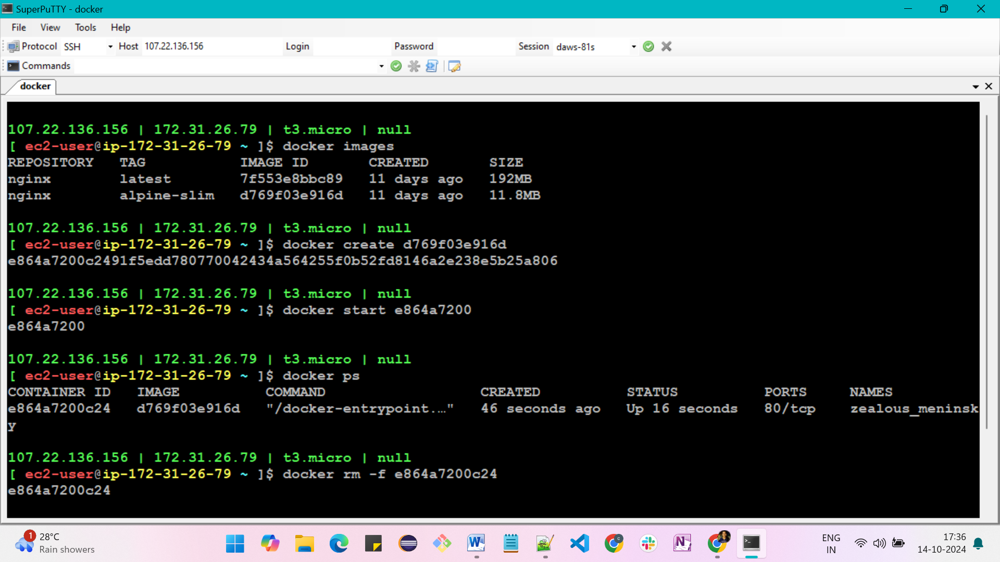 SuperPuTTY - docker
File View Tools Help
Protocol SSH Host 107.22.136.156 Login Password Session daws-81s
Commands
docker
107.22.136.156 | 172.31.26.79 | t3.micro | null
[ ec2-user@ip-172-31-26-79 ~ ]$ docker images
REPOSITORY TAG IMAGE ID CREATED SIZE
nginx latest 7f553e8bbc89 11 days ago 192MB
nginx alpine-slim d769f03e916d 11 days ago 11.8MB
107.22.136.156 | 172.31.26.79 | t3.micro | null
[ ec2-user@ip-172-31-26-79 ~ ]$ docker create d769f03e916d
e864a7200c2491f5edd780770042434a564255f0b52fd8146a2e238e5b25a806
107.22.136.156 | 172.31.26.79 | t3.micro | null
[ ec2-user@ip-172-31-26-79 ~ ]$ docker start e864a7200
e864a7200
107.22.136.156 | 172.31.26.79 | t3.micro | null
[ ec2-user@ip-172-31-26-79 ~ ]$ docker ps
CONTAINER ID IMAGE COMMAND CREATED STATUS PORTS NAMES
e864a7200c24 d769f03e916d "/docker-entrypoint.…" 46 seconds ago Up 16 seconds 80/tcp zealous_meninsk
y
107.22.136.156 | 172.31.26.79 | t3.micro | null
[ ec2-user@ip-172-31-26-79 ~ ]$ docker rm -f e864a7200c24
e864a7200c24
1 28°C
Rain showers
ENG
IN
17:36
14-10-2024